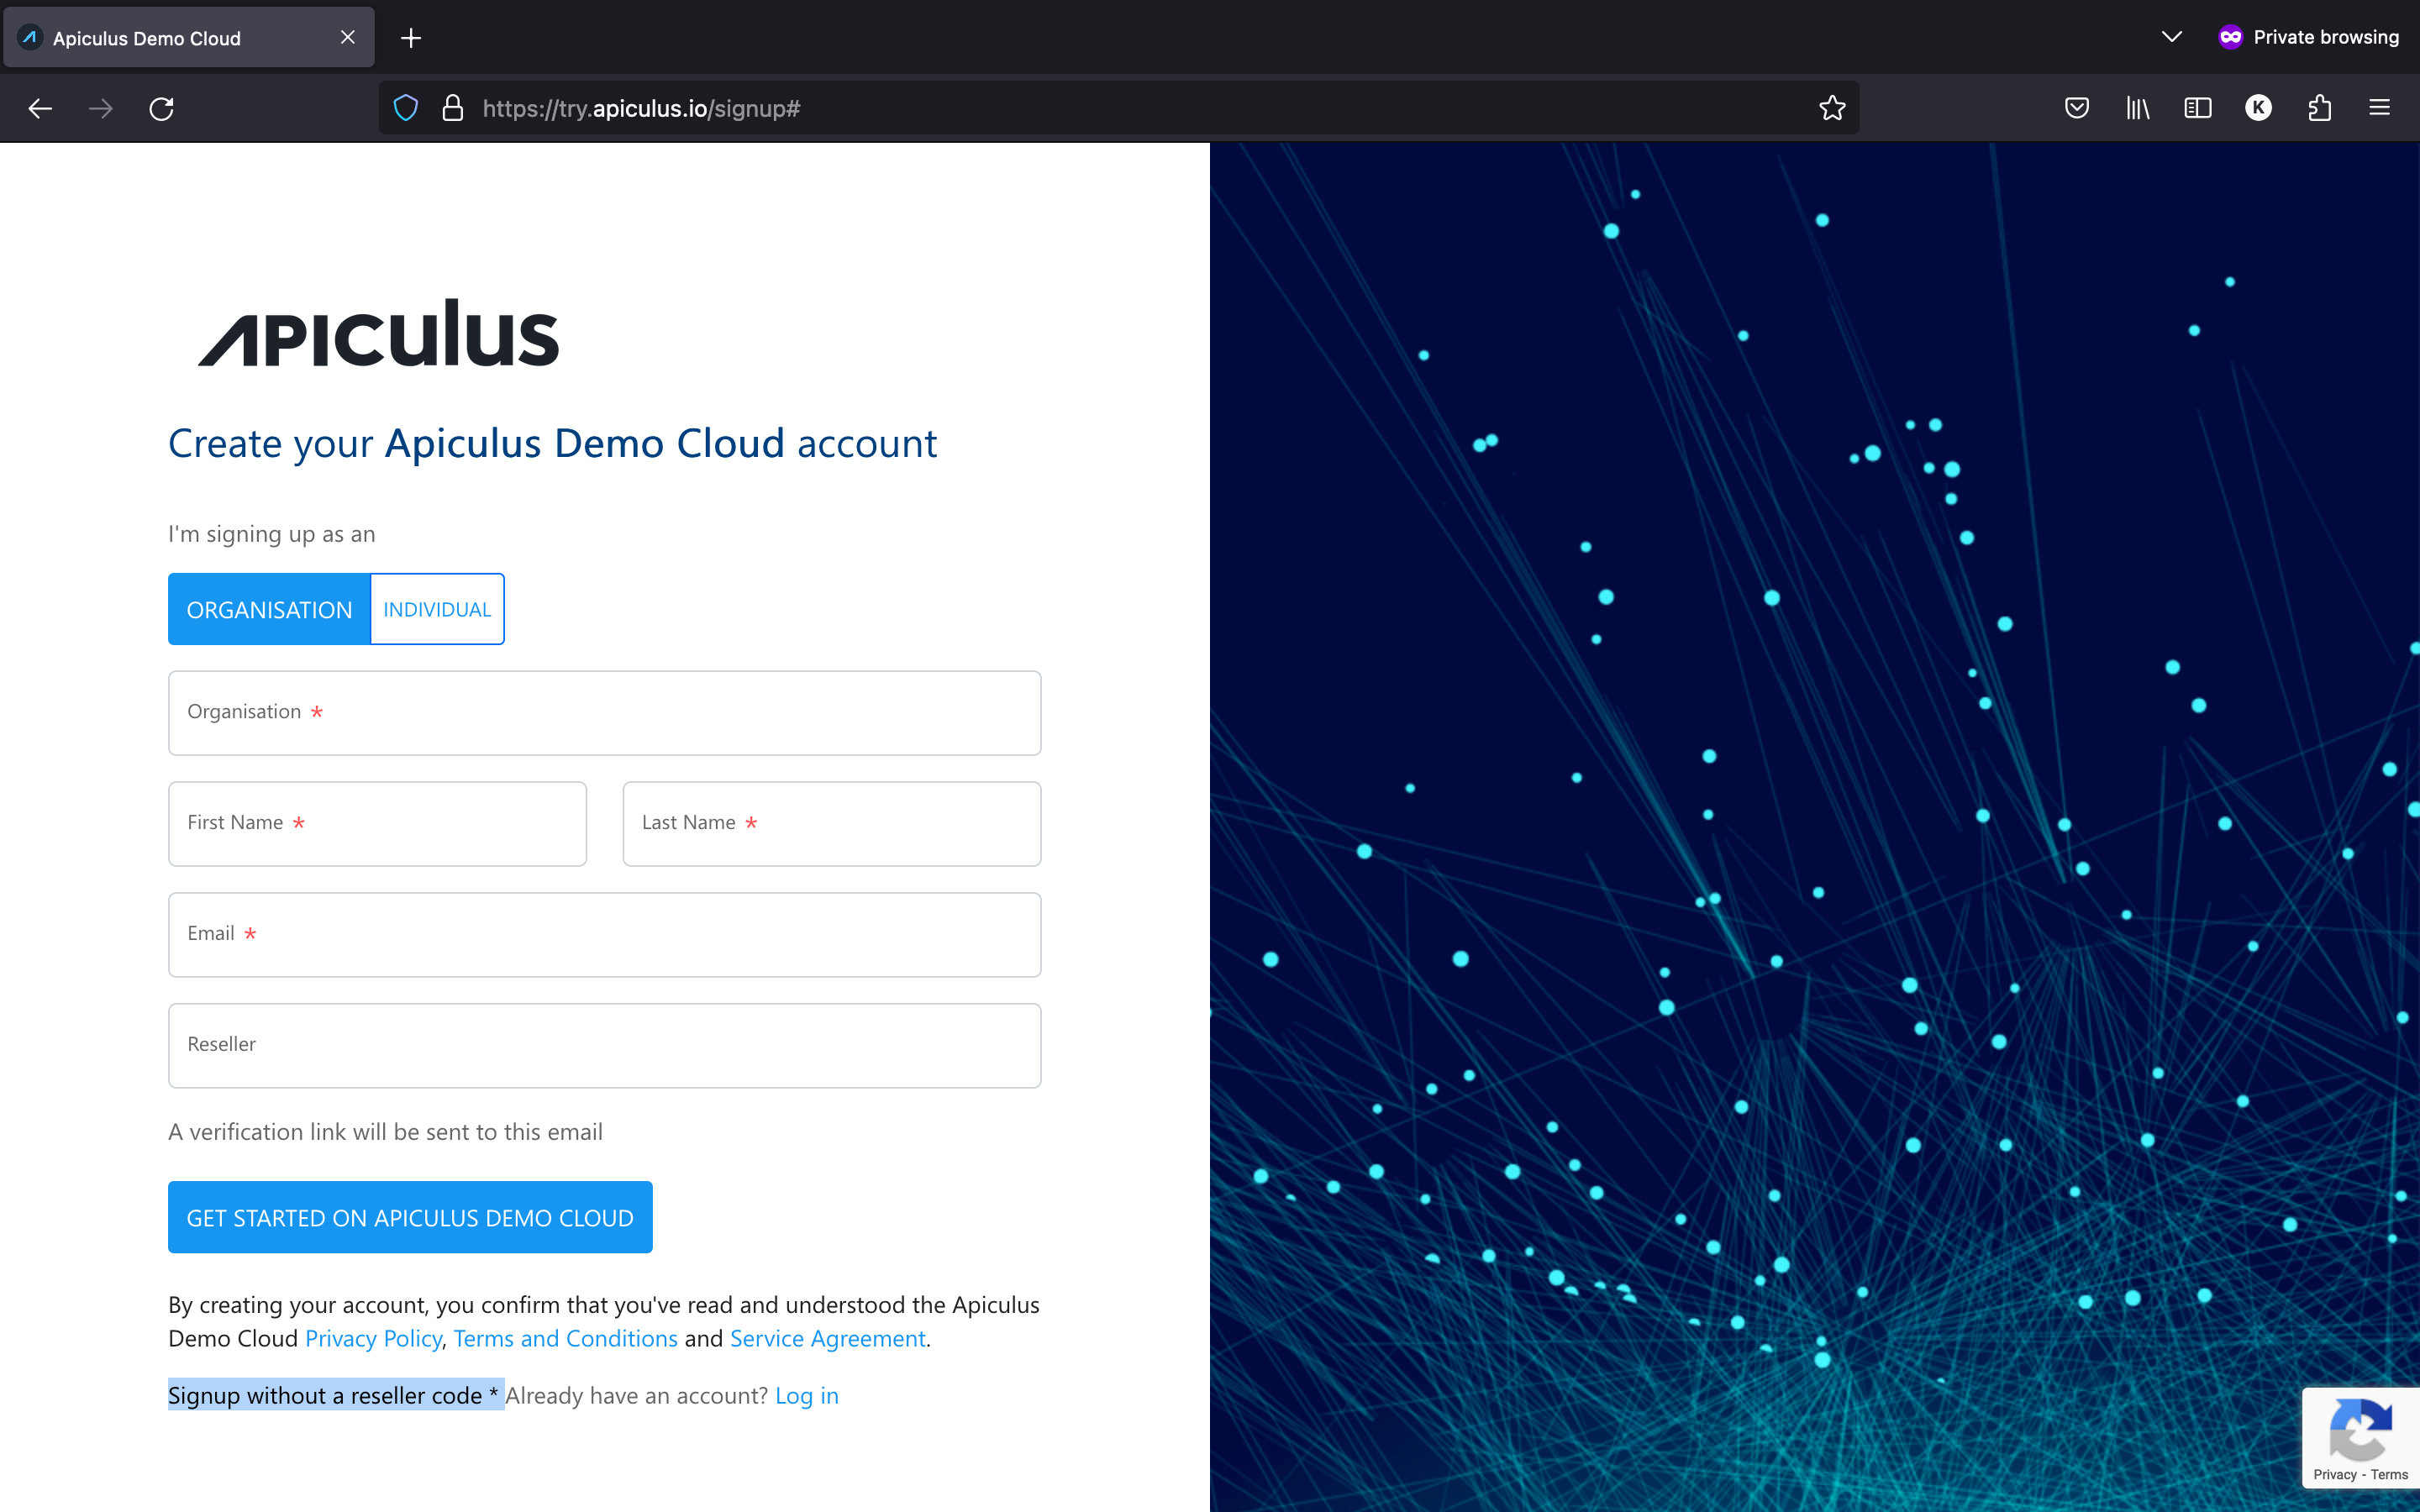 Apiculus Demo Cloud
Private browsing
https://try.apiculus.io/signup#
K
APICULUS
Create your Apiculus Demo Cloud account
I'm signing up as an
ORGANISATION INDIVIDUAL
Organisation *
First Name * Last Name *
Email *
Reseller
A verification link will be sent to this email
GET STARTED ON APICULUS DEMO CLOUD
By creating your account, you confirm that you've read and understood the Apiculus
Demo Cloud Privacy Policy, Terms and Conditions and Service Agreement.
Signup without a reseller code * Already have an account? Log in
Privacy - Terms